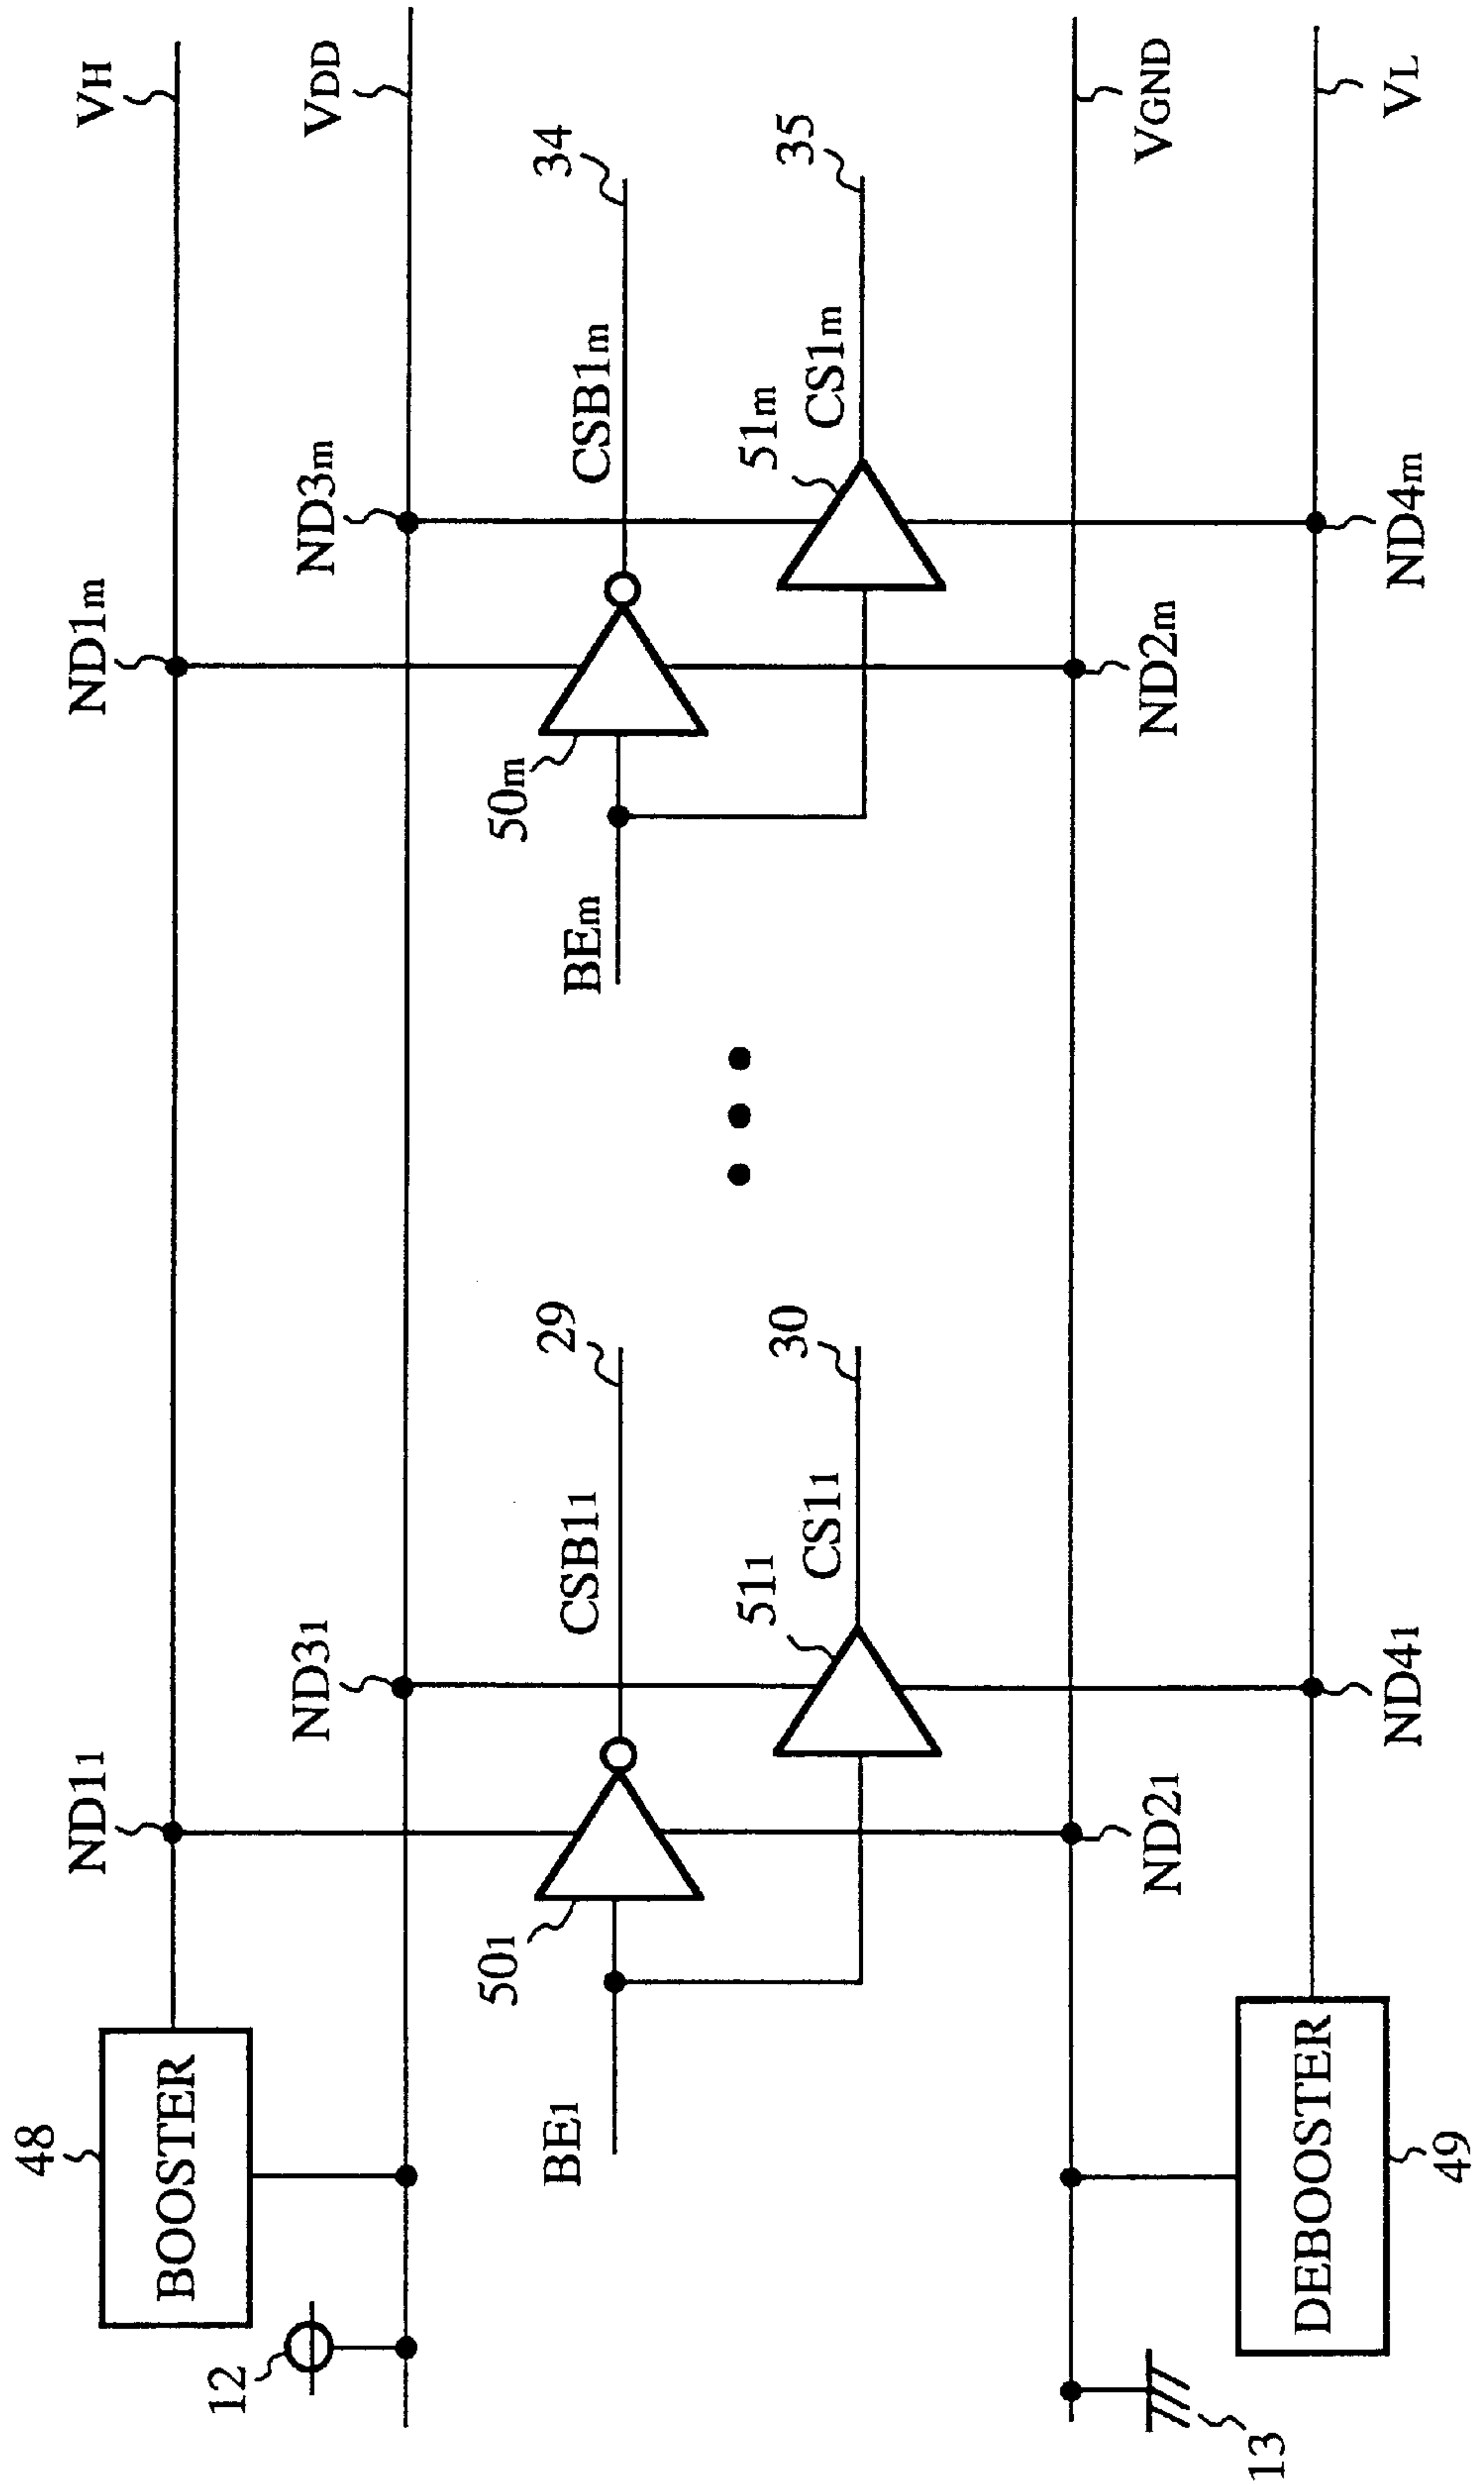 48
BOOSTER
12
ND11
ND1m
VH
ND31
ND3m
VDD
BE1
501
CSB11
29
BEm
50m
CSB1m
34
511
CS11
30
51m
CS1m
35
ND21
ND2m
VGND
13
DEBOOSTER
49
ND41
ND4m
VL